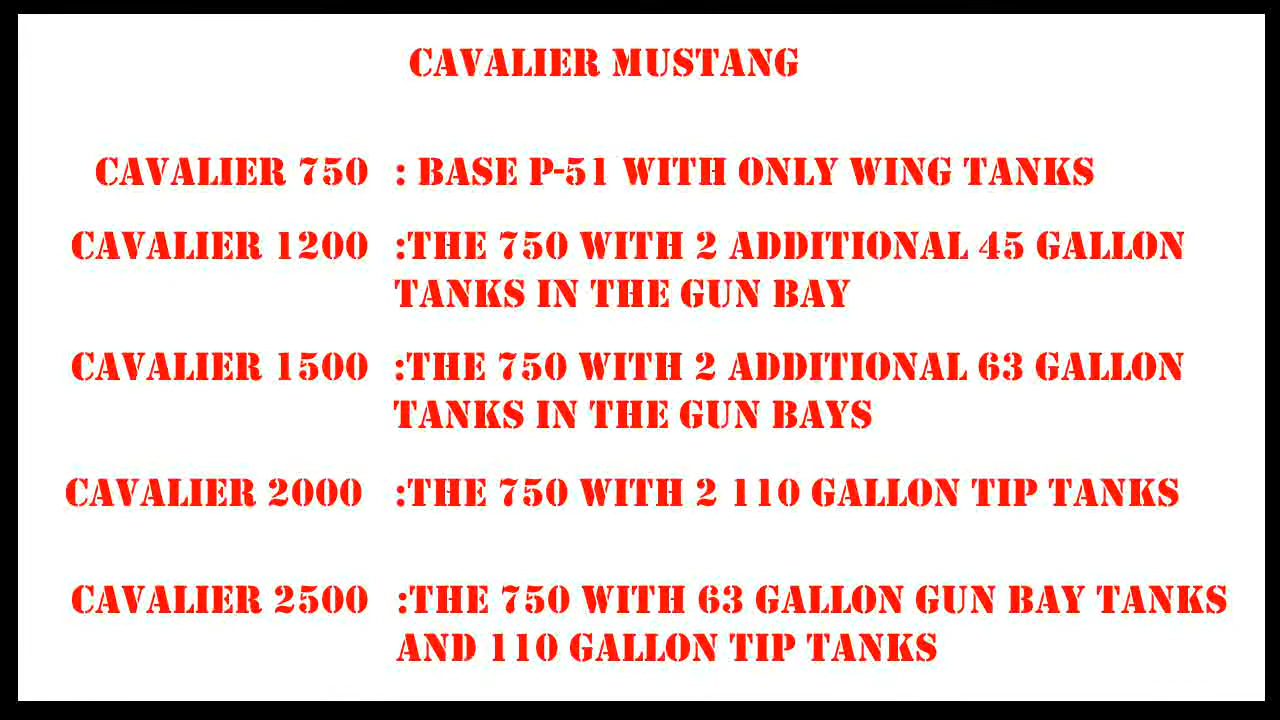 CAVALIER MUSTANG
CAVALIER 750 : BASE P-51 WITH ONLY WING TANKS
CAVALIER 1200 :THE 750 WITH 2 ADDITIONAL 45 GALLON
TANKS IN THE GUN BAY
CAVALIER 1500 :THE 750 WITH 2 ADDITIONAL 63 GALLON
TANKS IN THE GUN BAYS
CAVALIER 2000 :THE 750 WITH 2 110 GALLON TIP TANKS
CAVALIER 2500 :THE 750 WITH 63 GALLON GUN BAY TANKS
AND 110 GALLON TIP TANKS